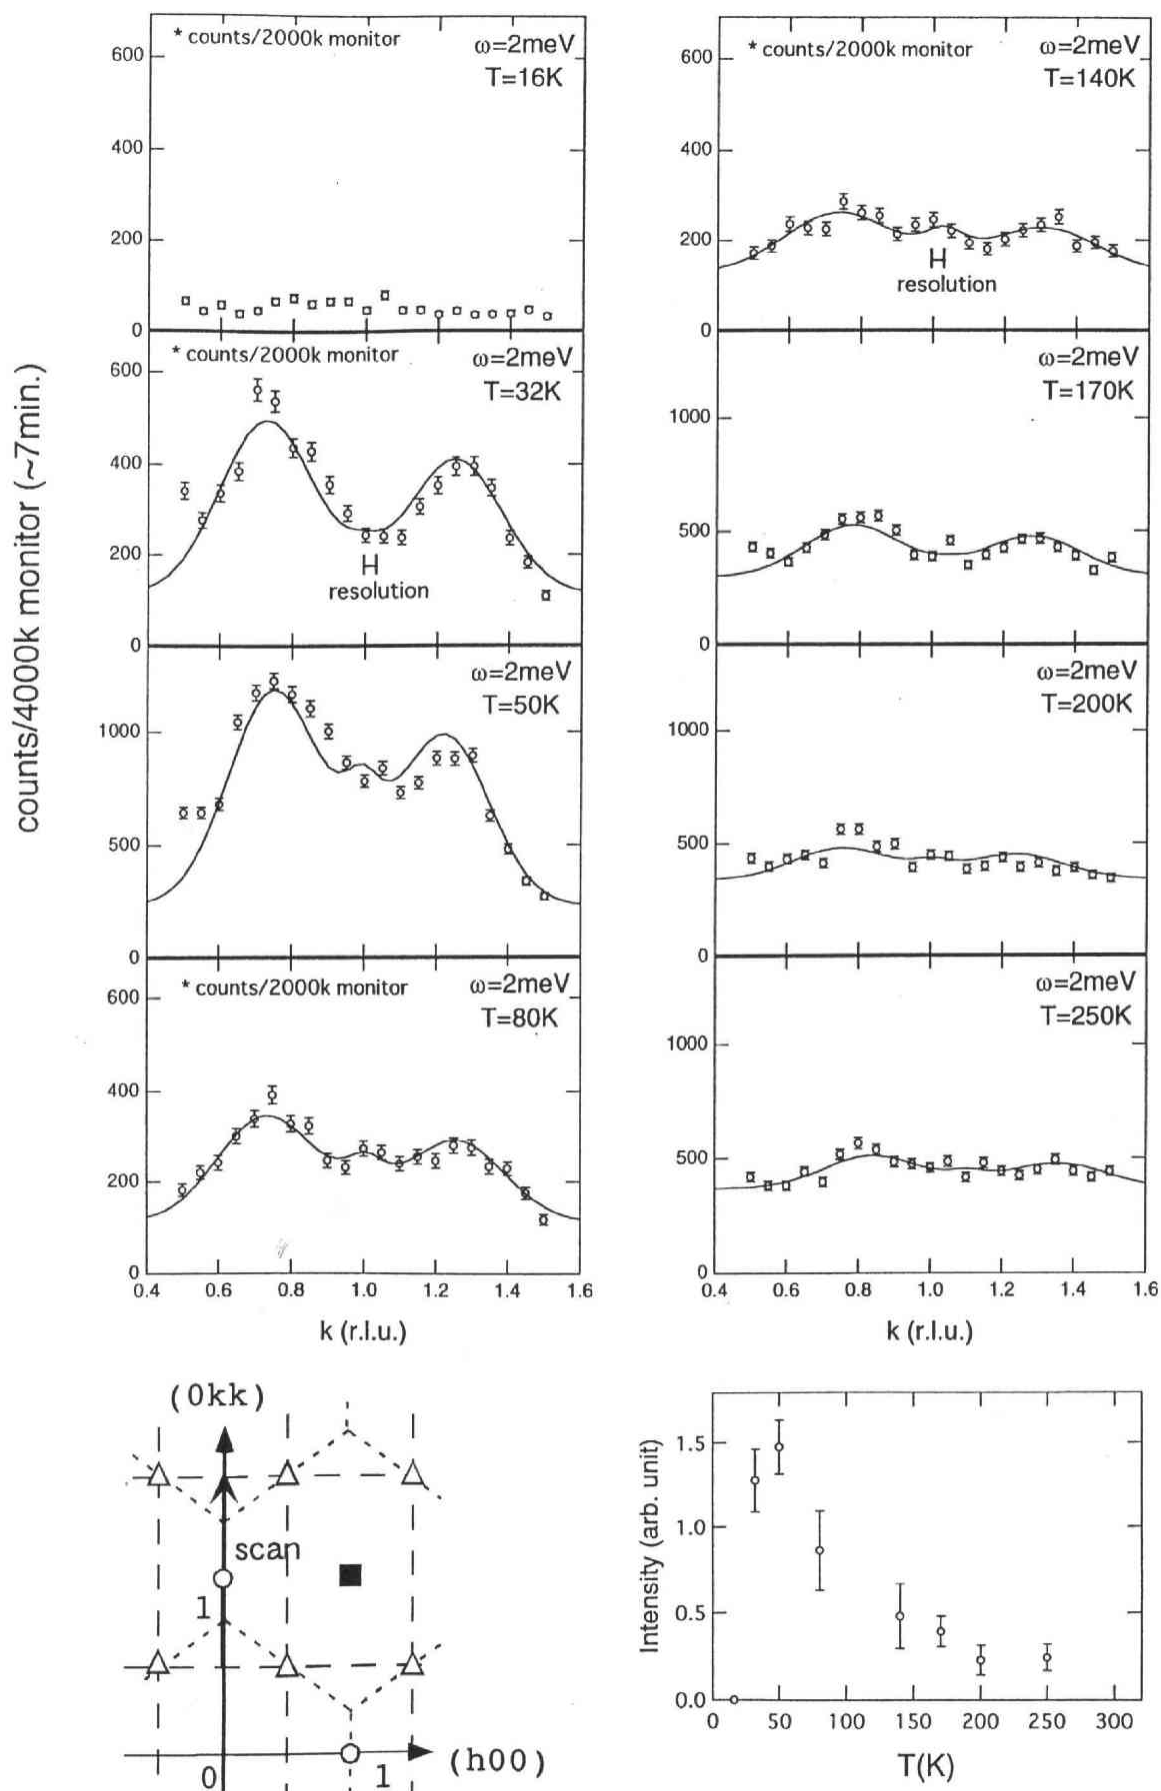 counts/4000k monitor (~7min.)
* counts/2000k monitor
ω=2meV
T=16K
600
400
200
0
* counts/2000k monitor
ω=2meV
T=32K
600
400
200
0
resolution
ω=2meV
T=50K
1000
500
0
* counts/2000k monitor
ω=2meV
T=80K
600
400
200
0
0.4 0.6 0.8 1.0 1.2 1.4 1.6
k (r.l.u.)
* counts/2000k monitor
ω=2meV
T=140K
600
400
200
0
resolution
ω=2meV
T=170K
1000
500
0
ω=2meV
T=200K
1000
500
0
ω=2meV
T=250K
1000
500
0
0.4 0.6 0.8 1.0 1.2 1.4 1.6
k (r.l.u.)
(0kk)
scan
1
0
1
(h00)
Intensity (arb. unit)
1.5
1.0
0.5
0.0
0 50 100 150 200 250 300
T(K)